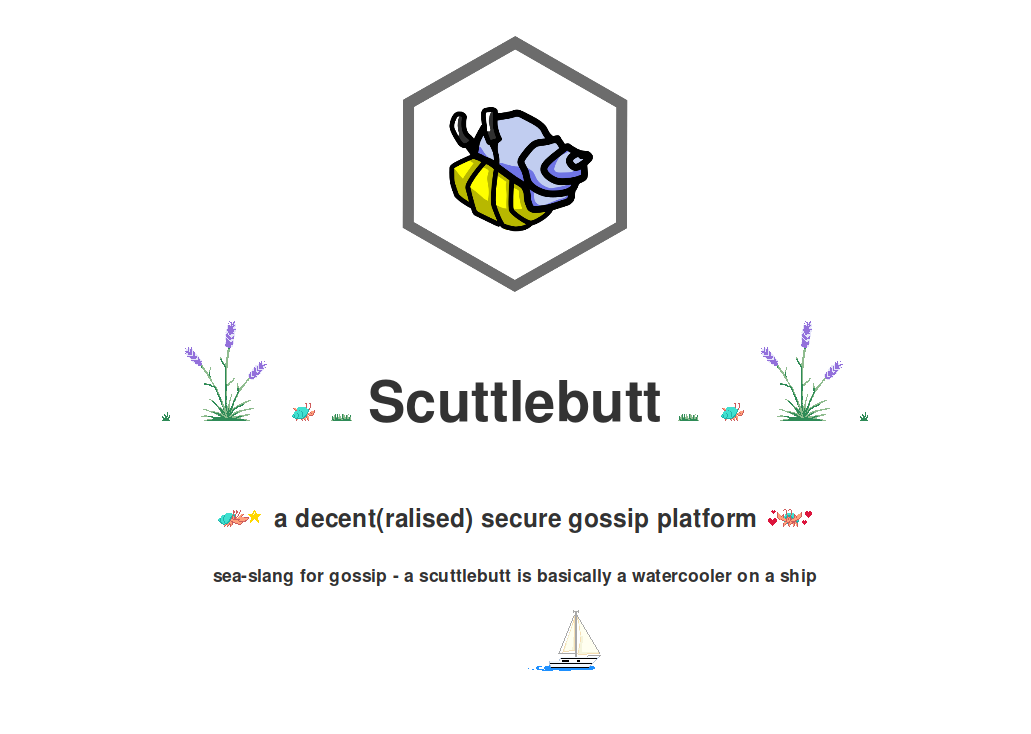 Scuttlebutt
a decent(ralised) secure gossip platform
sea-slang for gossip - a scuttlebutt is basically a watercooler on a ship